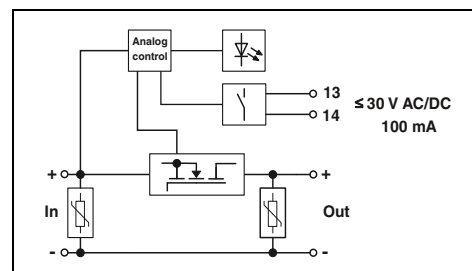 Analog
control
13
≤ 30 V AC/DC
14
100 mA
+
+
In
Out
-
-